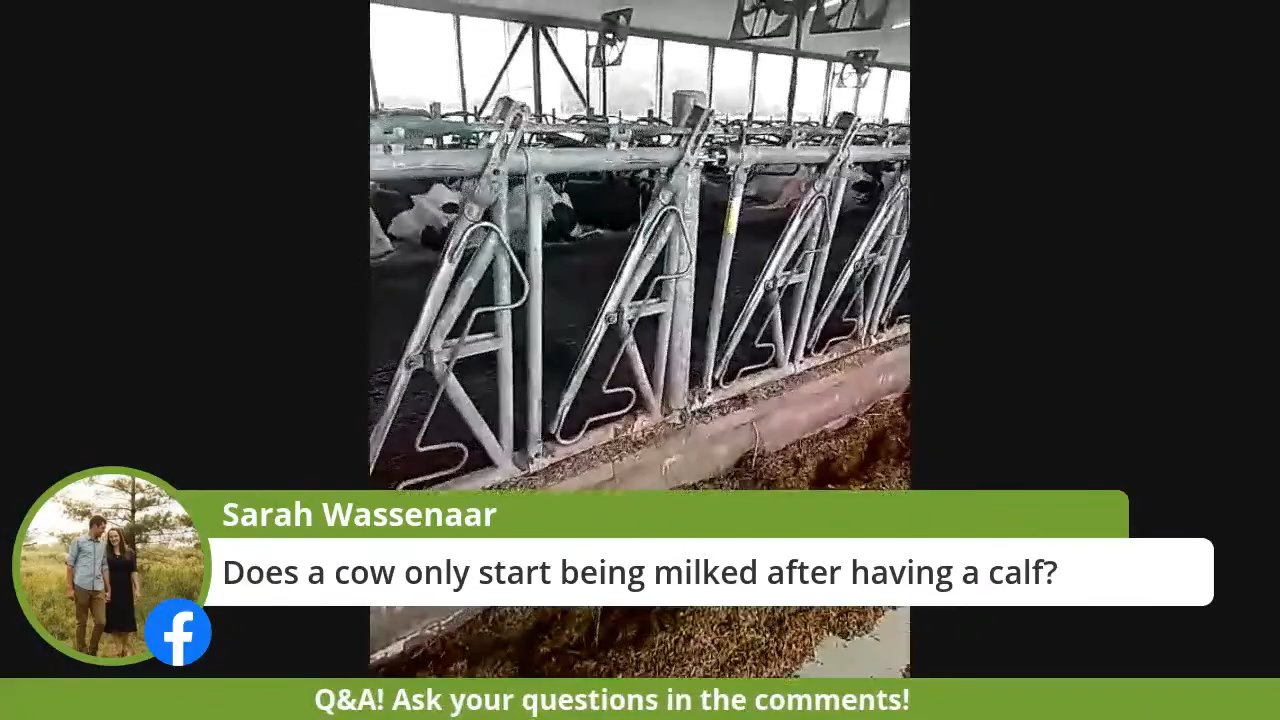 Sarah Wassenaar
Does a cow only start being milked after having a calf?
Q&A! Ask your questions in the comments!